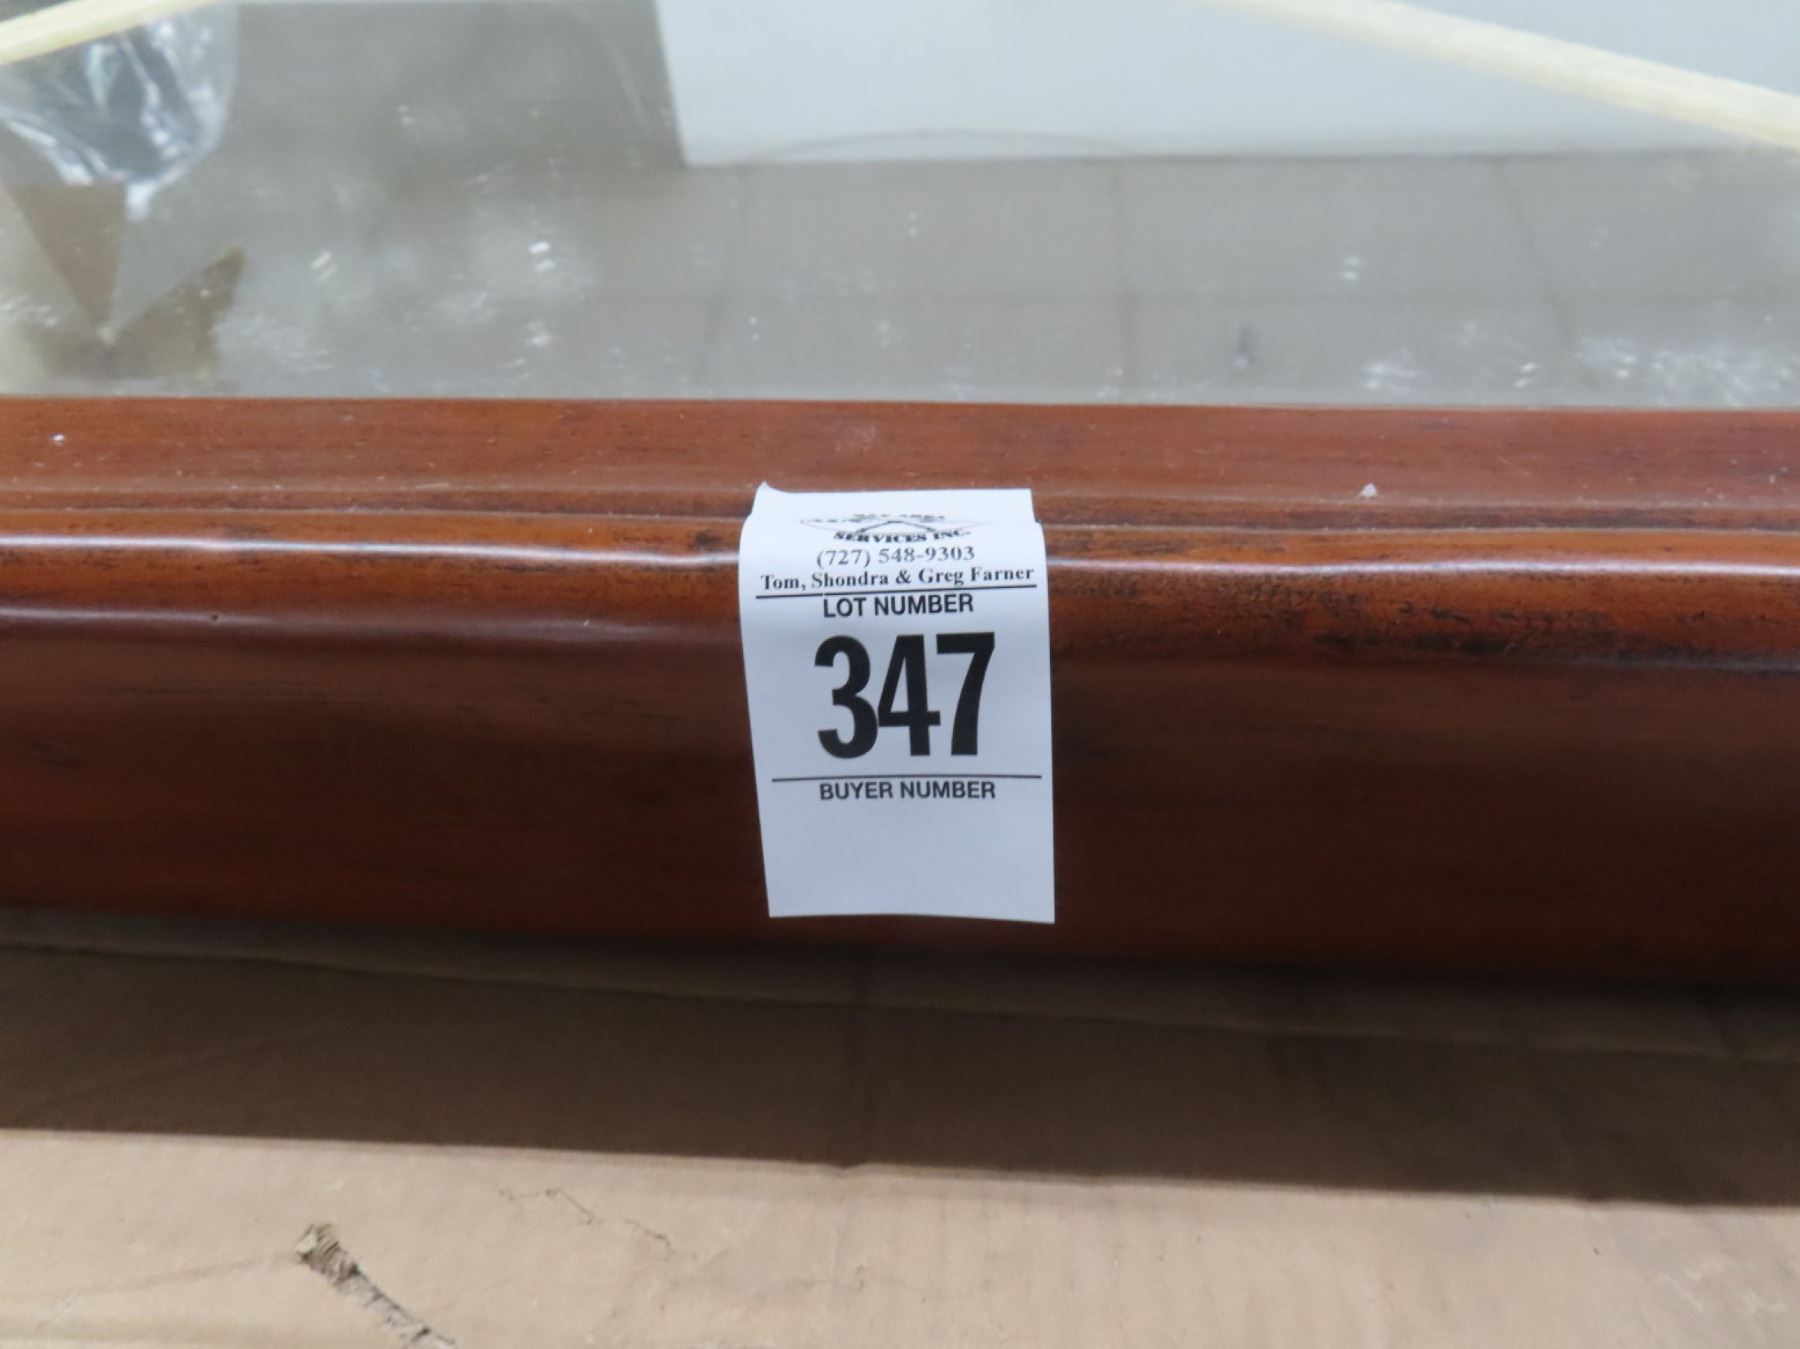 SERVICES INC.
(727) 548-9303
Tom, Shondra & Greg Farner
LOT NUMBER
347
BUYER NUMBER